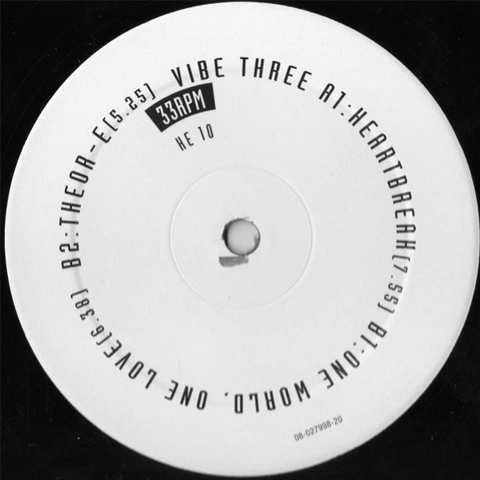 VIBE THREE A1:HEARTBREAK[7.55] B1:ONE WORLD, ONE LOVE[6.38] B2:THEOR-E[5.25]
33RPM
HE 10
08-027998-20